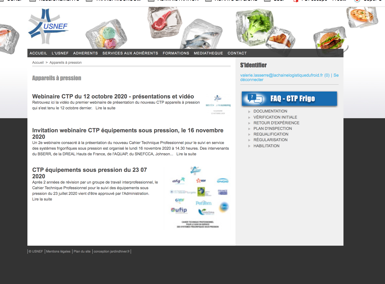 USNEF
ACCUEIL L'USNEF ADHERENTS SERVICES AUX ADHÉRENTS FORMATIONS MEDIATHEQUE CONTACT
Accueil > Appareils à pression
Appareils à pression
Webinaire CTP du 12 octobre 2020 - présentations et vidéo
Retrouvez ici la vidéo du premier webinaire de présentation du nouveau CTP appareils à pression
qui s'est tenu le 12 octobre dernier. Lire la suite
Invitation webinaire CTP équipements sous pression, le 16 novembre
2020
Un 2e webinaire consacré à la présentation du nouveau Cahier Technique Professionnel pour le suivi en service
des systèmes frigorifiques sous pression est organisé le lundi 16 novembre 2020 à 14:30 heures. Des intervenants
du BSERR, de la DREAL Hauts de France, de l'AQUAP, du SNEFCCA, Johnson... Lire la suite
CTP équipements sous pression du 23 07
2020
Après 2 années de révision par un groupe de travail interprofessionnel, le
Cahier Technique Professionnel pour le suivi des équipements sous
pression du 23 juillet 2020 vient d'être approuvé par l'Administration.
Lire la suite
uftip
S'identifier
[D] | Se
déconnecter
FAQ - CTP Frigo
DOCUMENTATION
VÉRIFICATION INITIALE
RETOUR D'EXPÉRIENCE
PLAN D'INSPECTION
REQUALIFICATION
RÉGULARISATION
HABILITATION
| © USNEF | Mentions légales | Plan du site |